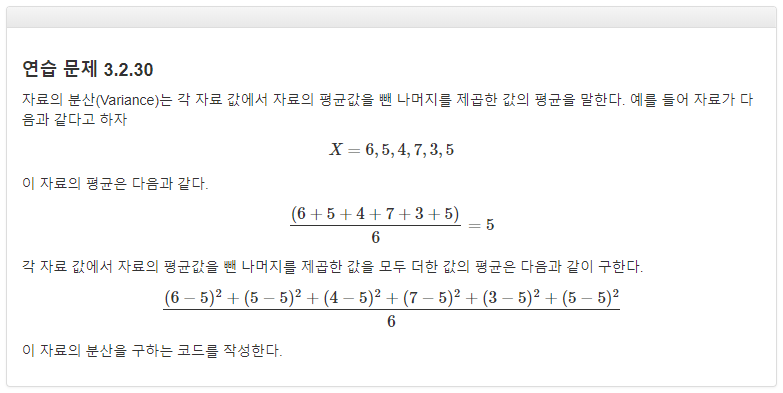 연습 문제 3.2.30
자료의 분산(Variance)는 각 자료 값에서 자료의 평균값을 뺀 나머지를 제곱한 값의 평균을 말한다. 예를 들어 자료가 다
음과 같다고 하자
X = 6, 5, 4, 7, 3, 5
이 자료의 평균은 다음과 같다.
(6 + 5 + 4 + 7 + 3 + 5)
6
= 5
각 자료 값에서 자료의 평균값을 뺀 나머지를 제곱한 값을 모두 더한 값의 평균은 다음과 같이 구한다.
(6 − 5)² + (5 − 5)² + (4 − 5)² + (7 − 5)² + (3 − 5)² + (5 − 5)²
6
이 자료의 분산을 구하는 코드를 작성한다.